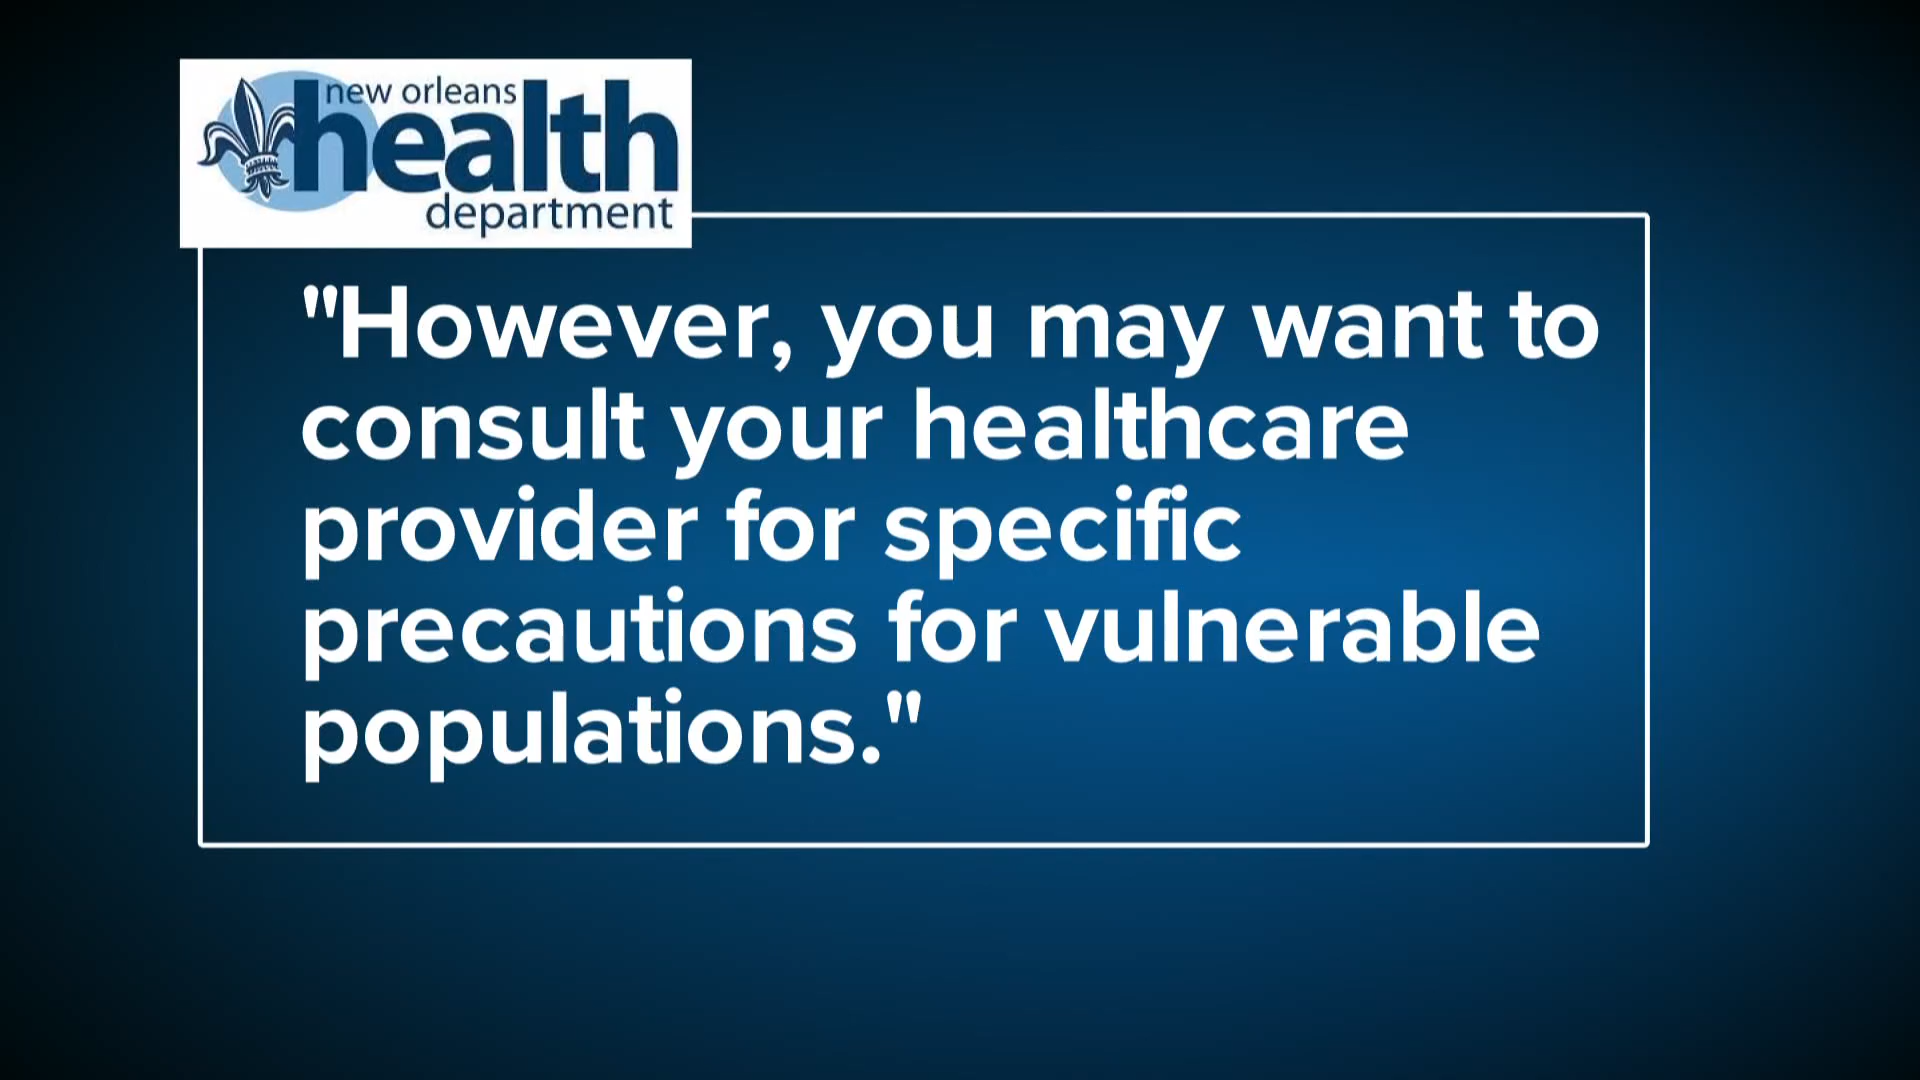 new orleans
health
department
"However, you may want to
consult your healthcare
provider for specific
precautions for vulnerable
populations."